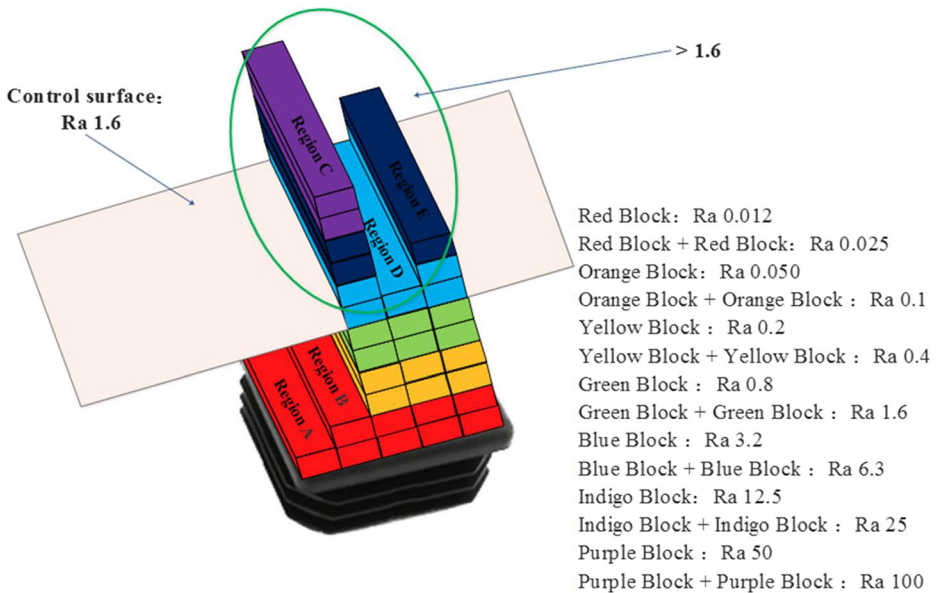 > 1.6
Control surface:
Ra 1.6
Region C
Region E
Region D
Region B
Region A
Red Block: Ra 0.012
Red Block + Red Block: Ra 0.025
Orange Block: Ra 0.050
Orange Block + Orange Block : Ra 0.1
Yellow Block : Ra 0.2
Yellow Block + Yellow Block : Ra 0.4
Green Block : Ra 0.8
Green Block + Green Block : Ra 1.6
Blue Block : Ra 3.2
Blue Block + Blue Block : Ra 6.3
Indigo Block: Ra 12.5
Indigo Block + Indigo Block : Ra 25
Purple Block : Ra 50
Purple Block + Purple Block : Ra 100